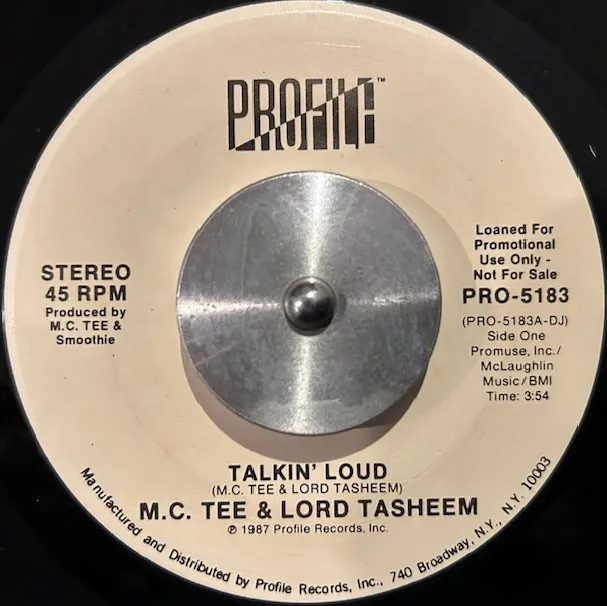 PROFILE™
STEREO
45 RPM
Produced by
M.C. TEE &
Smoothie
Loaned For
Promotional
Use Only -
Not For Sale
PRO-5183
(PRO-5183A-DJ)
Side One
Promuse, Inc./
McLaughlin
Music/BMI
Time: 3:54
TALKIN' LOUD
(M.C. TEE & LORD TASHEEM)
M.C. TEE & LORD TASHEEM
℗ 1987 Profile Records, Inc.
Manufactured and Distributed by Profile Records, Inc., 740 Broadway, N.Y., N.Y. 10003